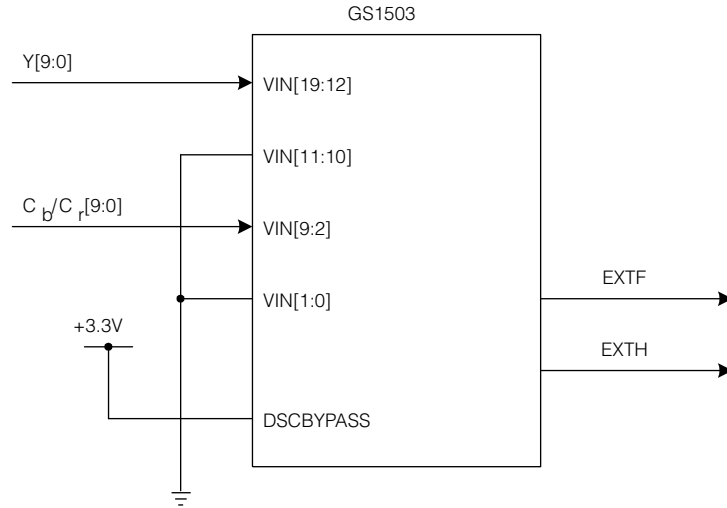 GS1503
Y[9:0]
VIN[19:12]
VIN[11:10]
C b/C r[9:0]
VIN[9:2]
EXTF
VIN[1:0]
+3.3V
EXTH
DSCBYPASS